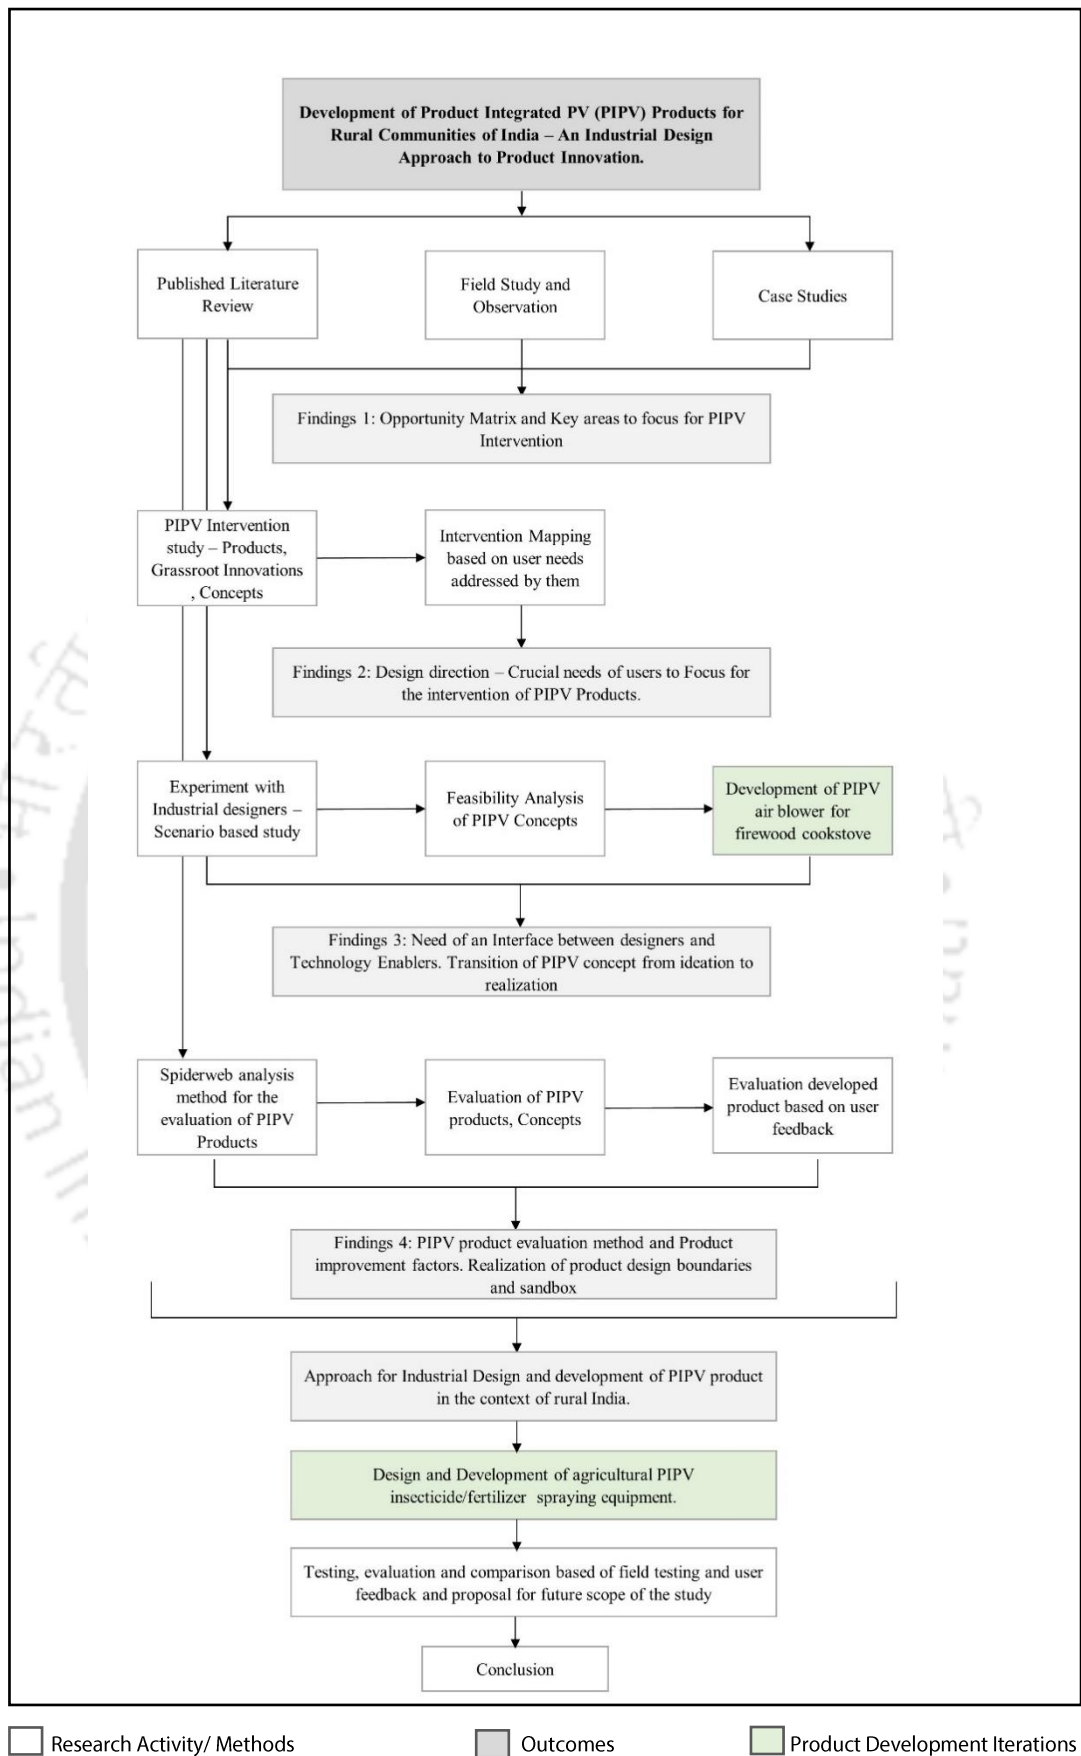 Development of Product Integrated PV (PIPV) Products for
Rural Communities of India – An Industrial Design
Approach to Product Innovation.
Published Literature
Review
Field Study and
Observation
Case Studies
Findings 1: Opportunity Matrix and Key areas to focus for PIPV
Intervention
PIPV Intervention
study – Products,
Grassroot Innovations
, Concepts
Intervention Mapping
based on user needs
addressed by them
Findings 2: Design direction – Crucial needs of users to Focus for
the intervention of PIPV Products.
Experiment with
Industrial designers –
Scenario based study
Feasibility Analysis
of PIPV Concepts
Development of PIPV
air blower for
firewood cookstove
Findings 3: Need of an Interface between designers and
Technology Enablers. Transition of PIPV concept from ideation to
realization
Spiderweb analysis
method for the
evaluation of PIPV
Products
Evaluation of PIPV
products, Concepts
Evaluation developed
product based on user
feedback
Findings 4: PIPV product evaluation method and Product
improvement factors. Realization of product design boundaries
and sandbox
Approach for Industrial Design and development of PIPV product
in the context of rural India.
Design and Development of agricultural PIPV
insecticide/fertilizer spraying equipment.
Testing, evaluation and comparison based of field testing and user
feedback and proposal for future scope of the study
Conclusion
Research Activity/ Methods
Outcomes
Product Development Iterations
Indian